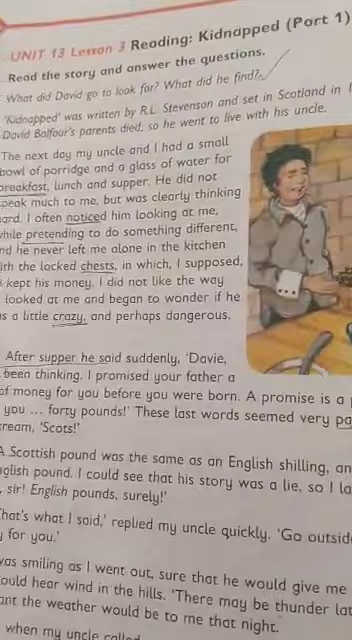 UNIT 13 Lesson 3 Reading: Kidnapped (Part 1)
Read the story and answer the questions.
What did David go to look for? What did he find?
'Kidnapped' was written by R.L. Stevenson and set in Scotland in
David Balfour's parents died, so he went to live with his uncle.
The next day my uncle and I had a small
bowl of porridge and a glass of water for
breakfast, lunch and supper. He did not
speak much to me, but was clearly thinking
hard. I often noticed him looking at me,
while pretending to do something different,
and he never left me alone in the kitchen
with the locked chests, in which, I supposed,
kept his money. I did not like the way
looked at me and began to wonder if he
was a little crazy, and perhaps dangerous.
After supper he said suddenly, 'Davie,
been thinking. I promised your father a
of money for you before you were born. A promise is a
you ... forty pounds!' These last words seemed very
'Scots!'
A Scottish pound was the same as an English shilling,
pound. I could see that his story was a lie, so I
sir! English pounds, surely!'
what I said,' replied my uncle quickly. 'Go
for you.'
was smiling as I went out, sure that he would give me
could hear wind in the hills. 'There may be thunder
the weather would be to me that night.
when my uncle called